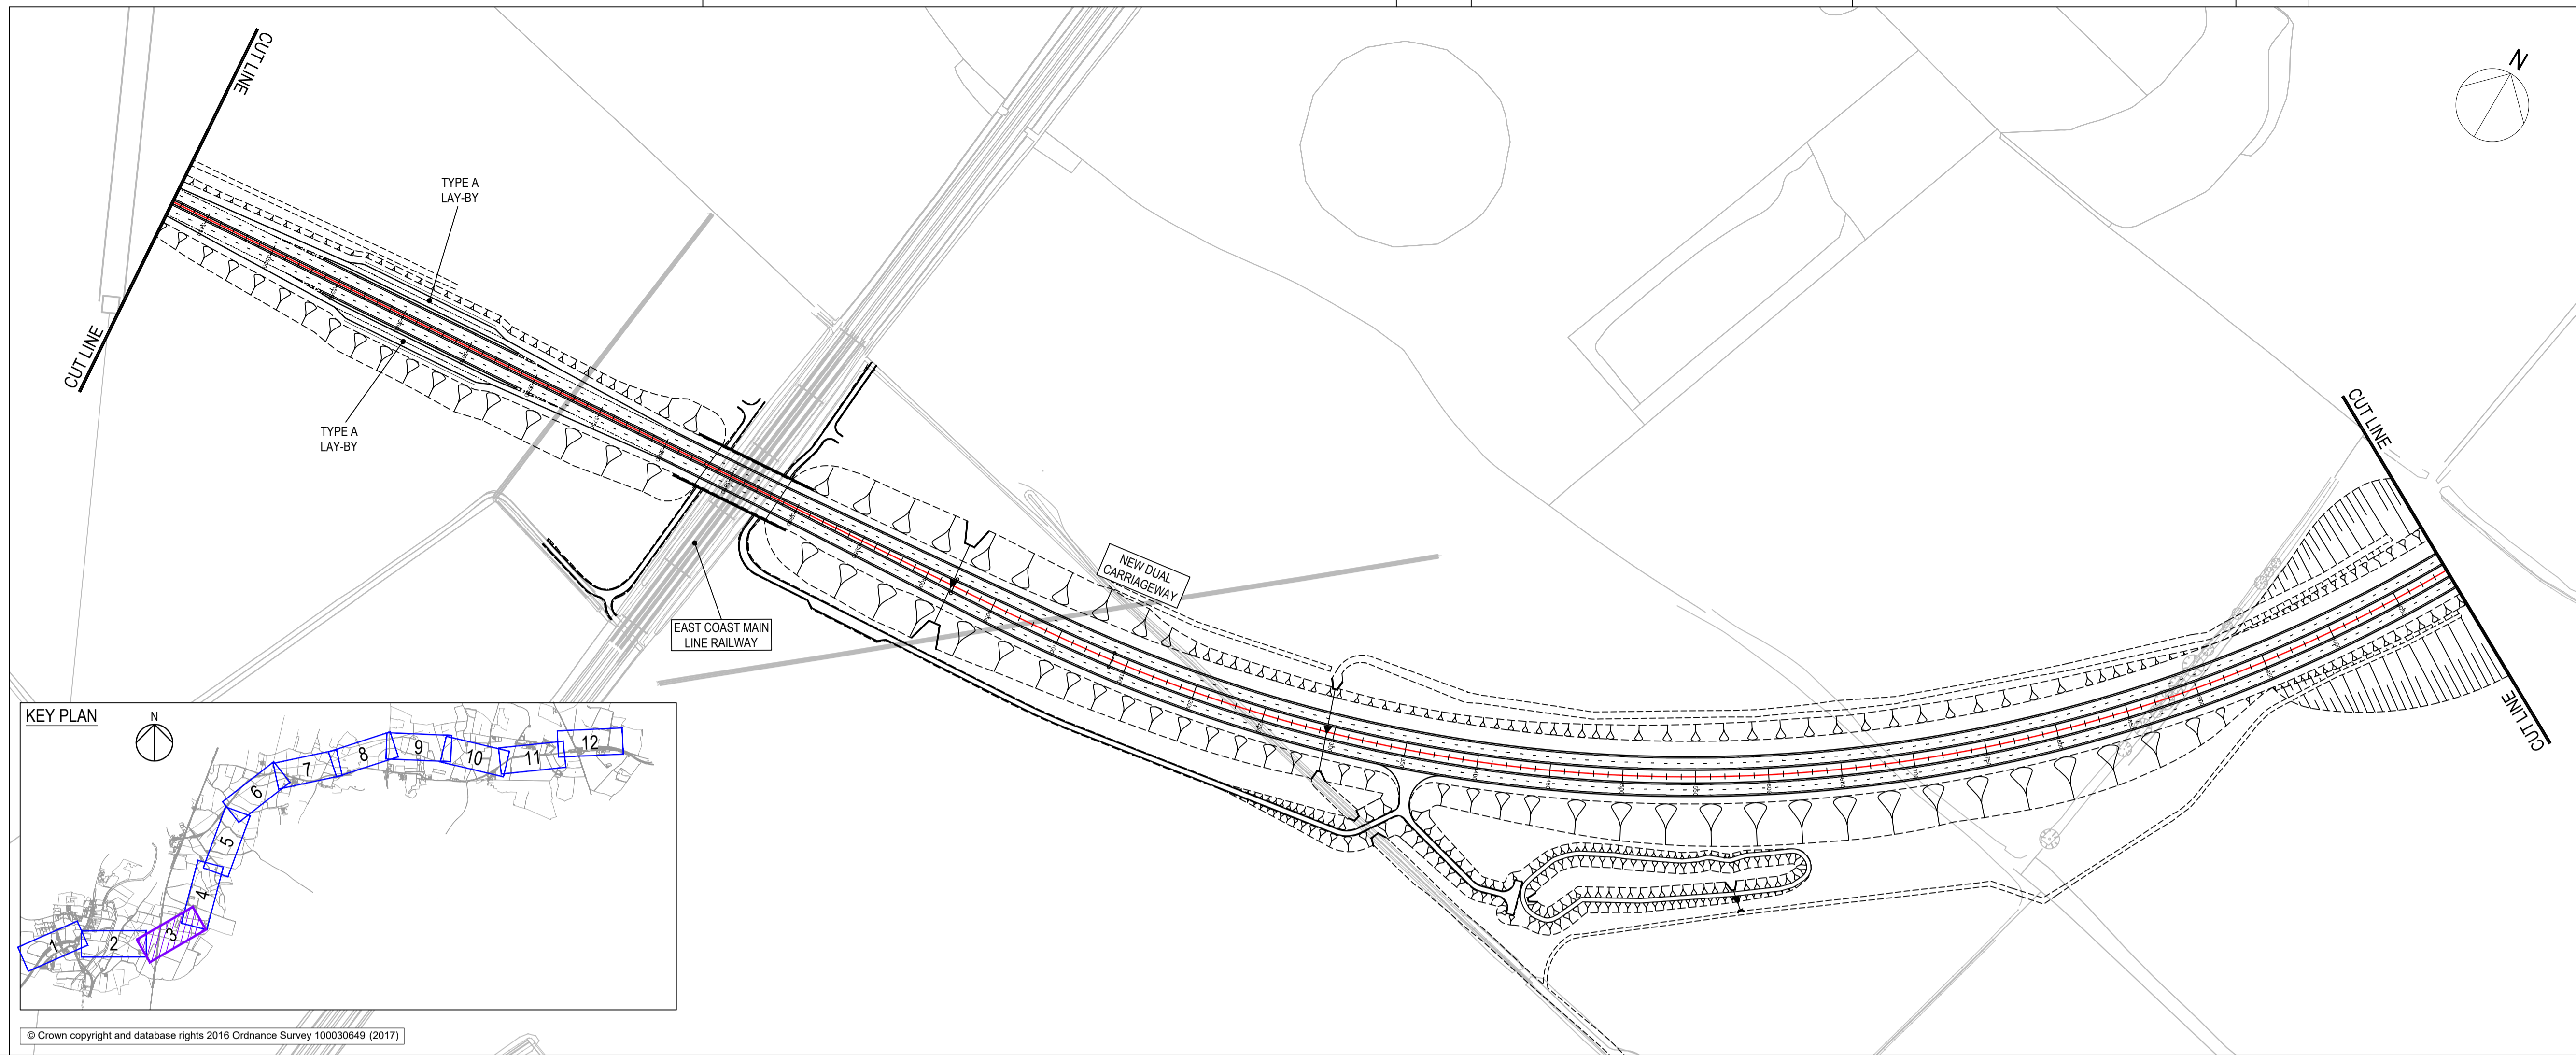 CUT LINE
N
TYPE A
LAY-BY
CUT LINE
CUT LINE
TYPE A
LAY-BY
NEW DUAL
CARRIAGEWAY
EAST COAST MAIN
LINE RAILWAY
CUT LINE
KEY PLAN
N
1
2
3
4
5
6
7
8
9
10
11
12
© Crown copyright and database rights 2016 Ordnance Survey 100030649 (2017)